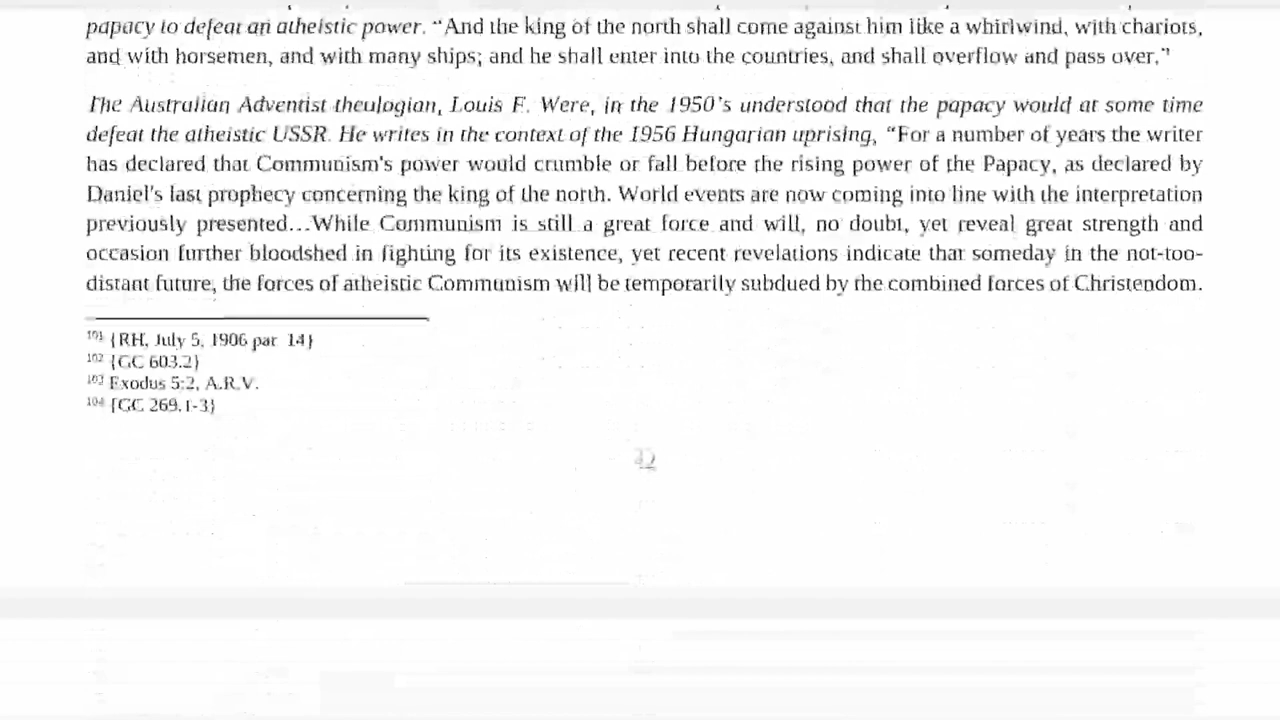 papacy to defeat an atheistic power. “And the king of the north shall come against him like a whirlwind, with chariots,
and with horsemen, and with many ships; and he shall enter into the countries, and shall overflow and pass over.”
The Australian Adventist theologian, Louis F. Were, in the 1950’s understood that the papacy would at some time
defeat the atheistic USSR. He writes in the context of the 1956 Hungarian uprising, “For a number of years the writer
has declared that Communism's power would crumble or fall before the rising power of the Papacy, as declared by
Daniel's last prophecy concerning the king of the north. World events are now coming into line with the interpretation
previously presented…While Communism is still a great force and will, no doubt, yet reveal great strength and
occasion further bloodshed in fighting for its existence, yet recent revelations indicate that someday in the not-too-
distant future, the forces of atheistic Communism will be temporarily subdued by the combined forces of Christendom.
101 {RH, July 5, 1906 par 14}
102 {GC 603.2}
103 Exodus 5:2, A.R.V.
104 {GC 269.1-3}